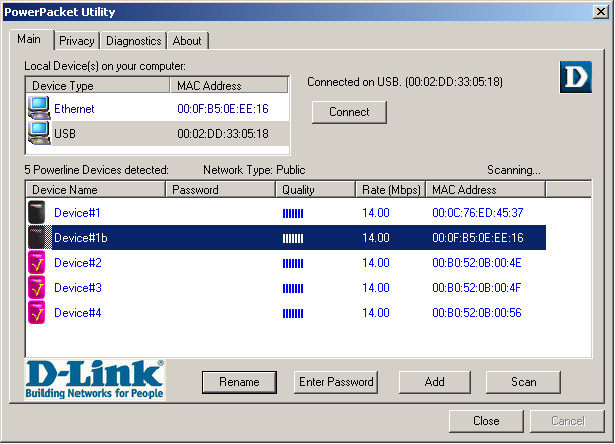 PowerPacket Utility
Main Privacy Diagnostics About
Local Device(s) on your computer:
Device Type MAC Address
Ethernet 00:0F:B5:0E:EE:16
USB 00:02:DD:33:05:18
Connected on USB. (00:02:DD:33:05:18)
D
Connect
5 Powerline Devices detected: Network Type: Public Scanning...
Device Name Password Quality Rate (Mbps) MAC Address
Device#1 14.00 00:0C:76:ED:45:37
Device#1b 14.00 00:0F:B5:0E:EE:16
Device#2 14.00 00:B0:52:0B:00:4E
Device#3 14.00 00:B0:52:0B:00:4F
Device#4 14.00 00:B0:52:0B:00:56
D-Link
Building Networks for People
Rename Enter Password Add Scan
Close Cancel